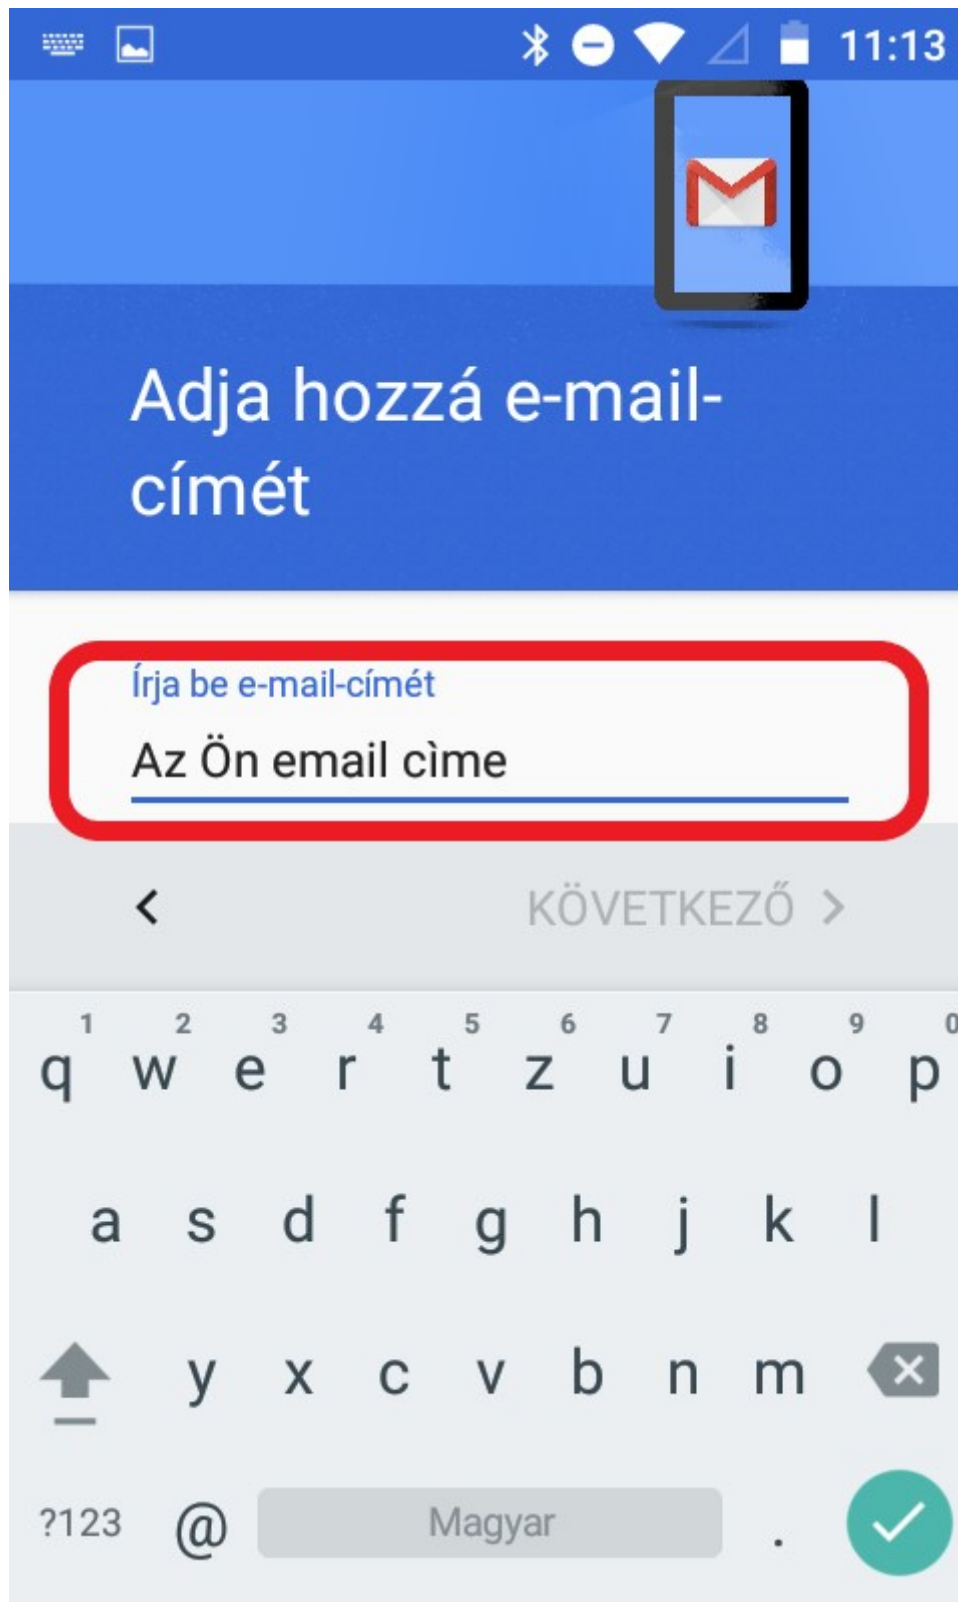 11:13
Adja hozzá e-mail-
címét
Írja be e-mail-címét
Az Ön email cìme
KÖVETKEZŐ
1 2 3 4 5 6 7 8 9 0
q w e r t z u i o p
a s d f g h j k l
y x c v b n m
?123 @ Magyar .